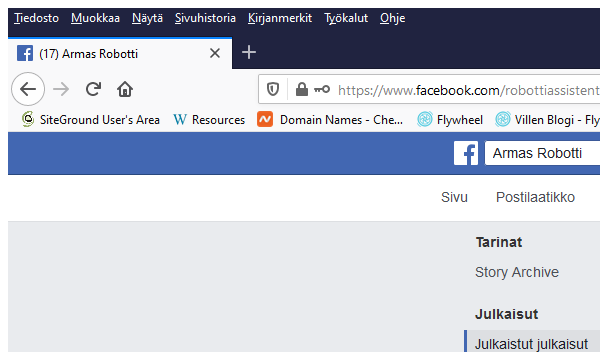 Tiedosto Muokkaa Näytä Sivuhistoria Kirjanmerkit Työkalut Ohje
(17) Armas Robotti
https://www.facebook.com/robottiassistent
SiteGround User's Area W Resources Domain Names - Che... Flywheel Villen Blogi - Fly
Armas Robotti
Sivu Postilaatikko
Tarinat
Story Archive
Julkaisut
Julkaistut julkaisut